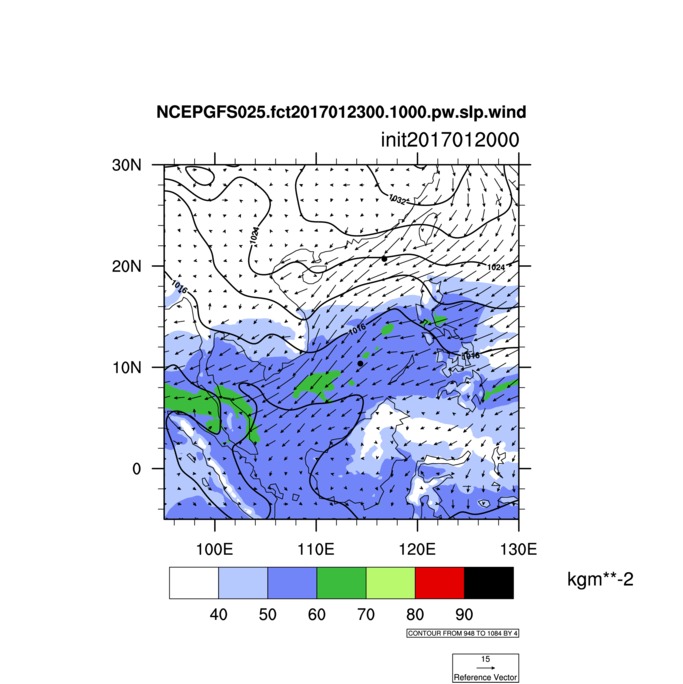 NCEPGFS025.fct2017012300.1000.pw.slp.wind
init2017012000
30N
1032
1024
20N
1024
1016
1016
1016
10N
0
100E 110E 120E 130E
kgm**-2
40 50 60 70 80 90
CONTOUR FROM 948 TO 1084 BY 4
15
Reference Vector